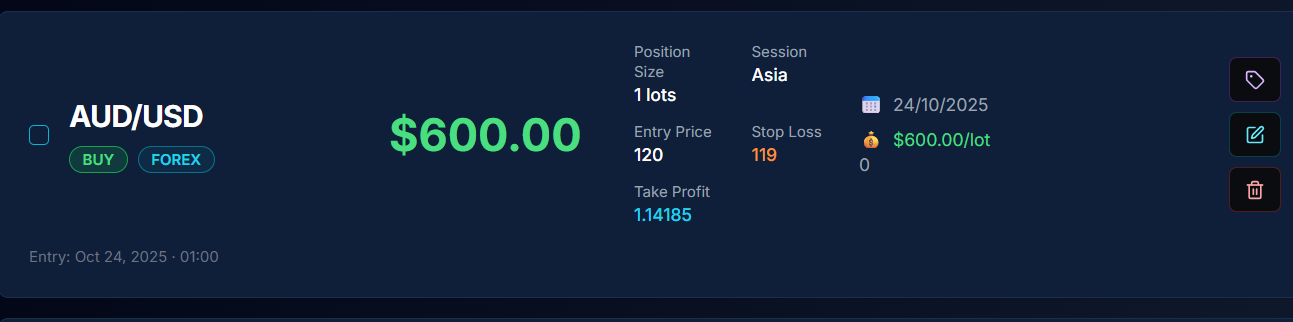 AUD/USD
BUY
FOREX
$600.00
Position
Size
1 lots
Session
Asia
Entry Price
120
Stop Loss
119
Take Profit
1.14185
24/10/2025
$600.00/lot
0
Entry: Oct 24, 2025 · 01:00